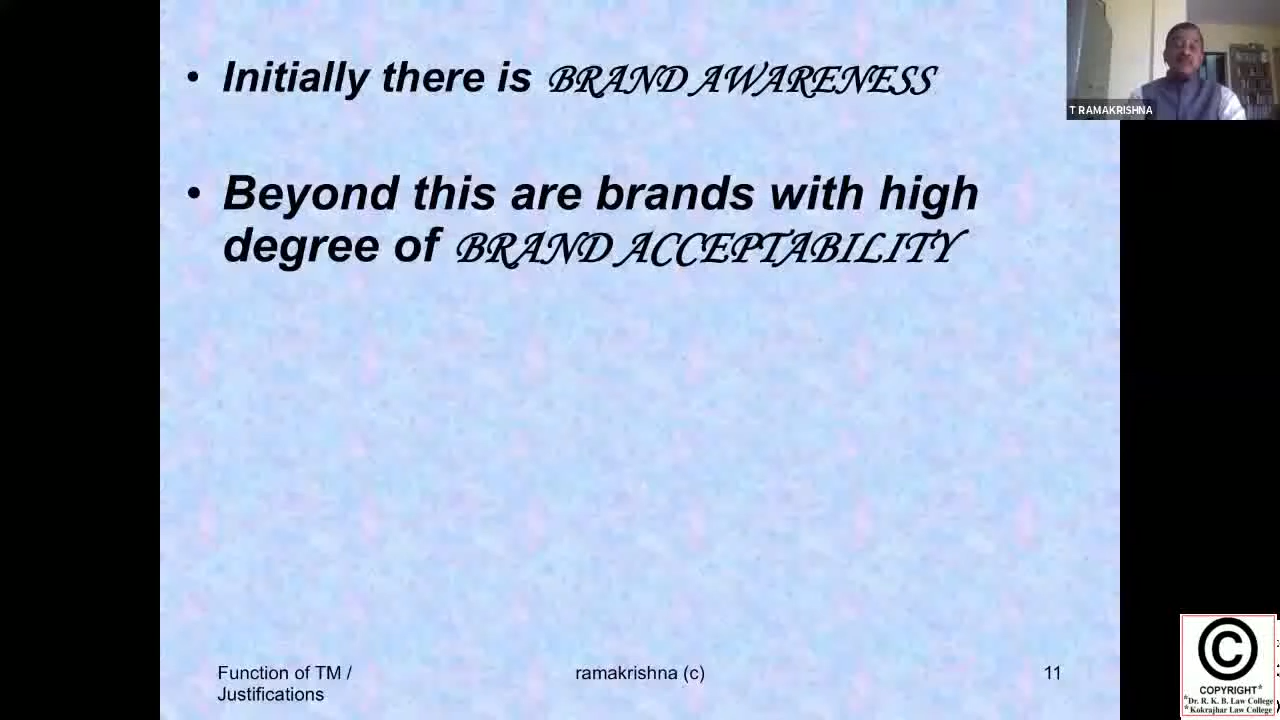 • Initially there is BRAND AWARENESS
• Beyond this are brands with high
degree of BRAND ACCEPTABILITY
T RAMAKRISHNA
Function of TM /
Justifications
ramakrishna (c)
11
©
COPYRIGHT*
*Dr. R. K. B. Law College
*Kokrajhar Law College